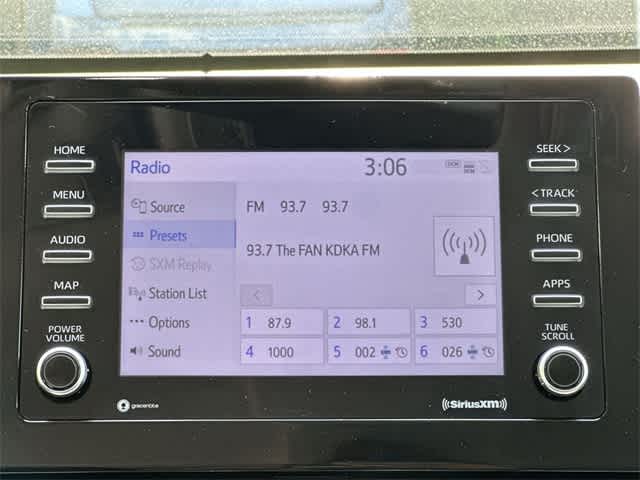 HOME
MENU
AUDIO
MAP
POWER
VOLUME
Radio 3:06
Source
Presets
SXM Replay
Station List
Options
Sound
FM 93.7 93.7
93.7 The FAN KDKA FM
1 87.9 2 98.1 3 530
4 1000 5 002 6 026
SEEK >
< TRACK
PHONE
APPS
TUNE
SCROLL
gracenote
SiriusXM